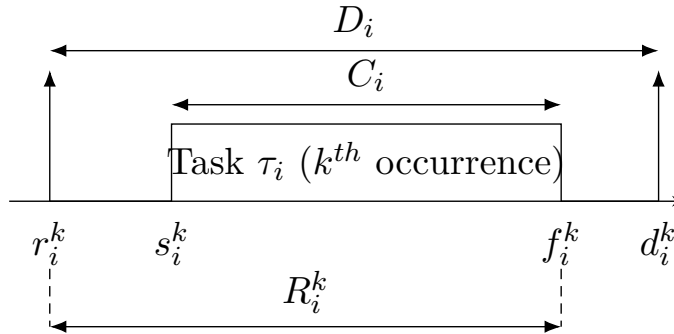 D_i
C_i
Task τ_i (k^{th} occurrence)
r_i^k s_i^k f_i^k d_i^k
R_i^k